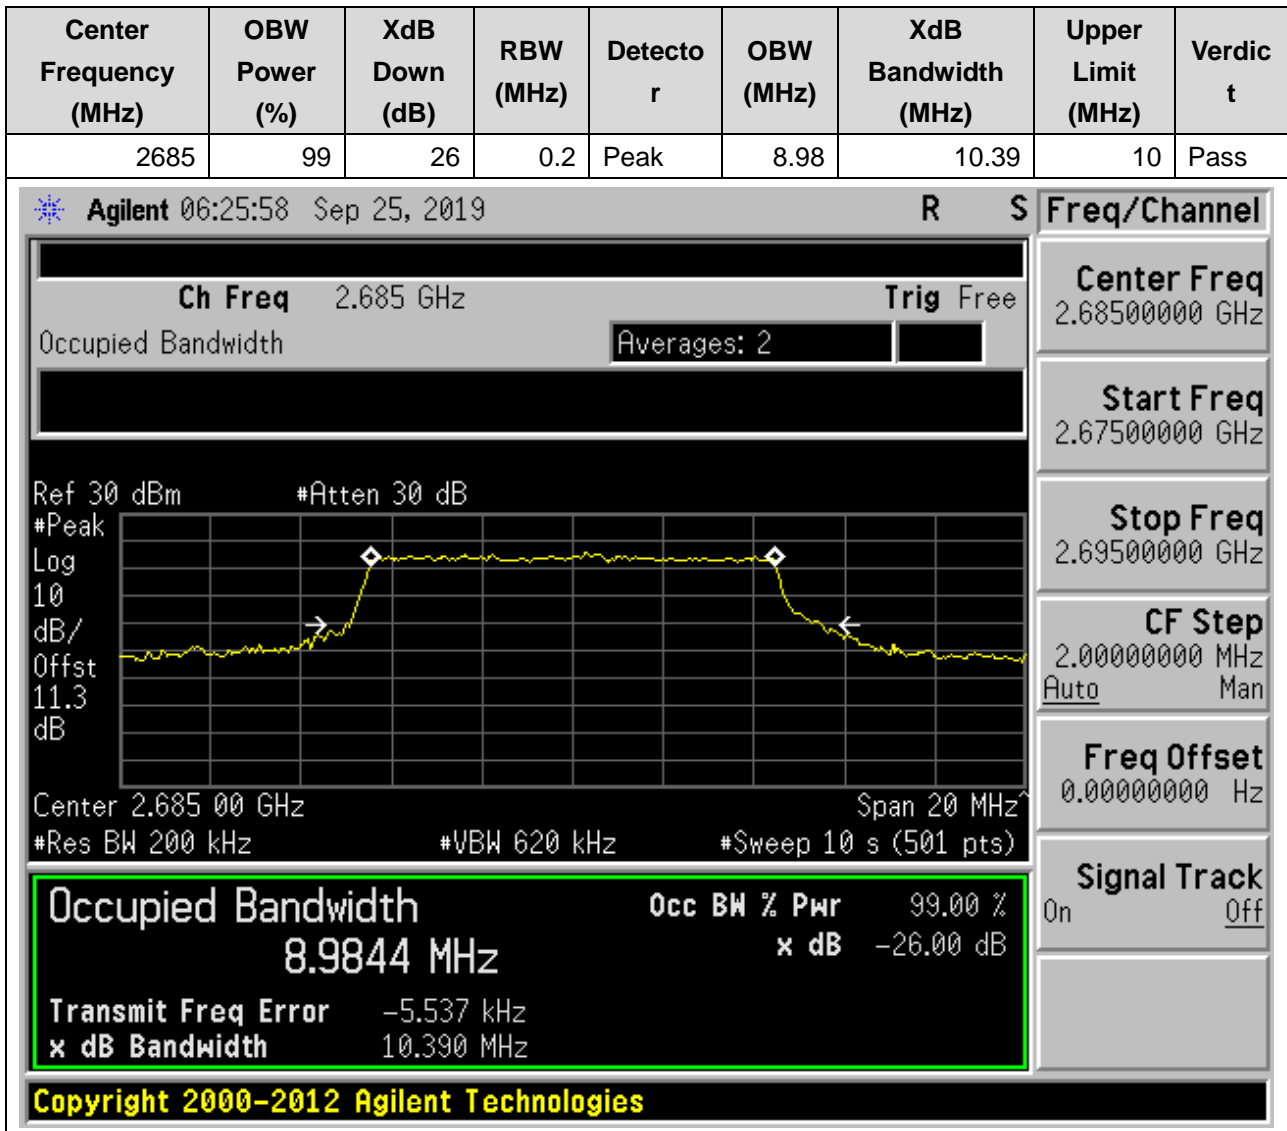 Center Frequency (MHz) | OBW Power (%) | XdB Down (dB) | RBW (MHz) | Detector | OBW (MHz) | XdB Bandwidth (MHz) | Upper Limit (MHz) | Verdict
2685 | 99 | 26 | 0.2 | Peak | 8.98 | 10.39 | 10 | Pass
Agilent 06:25:58 Sep 25, 2019 R S
Ch Freq 2.685 GHz Trig Free
Occupied Bandwidth Averages: 2
Ref 30 dBm #Atten 30 dB
#Peak
Log
10
dB/
Offst
11.3
dB
Center 2.685 00 GHz Span 20 MHz^
#Res BW 200 kHz #VBW 620 kHz #Sweep 10 s (501 pts)
Occupied Bandwidth Occ BW % Pwr 99.00 %
8.9844 MHz x dB -26.00 dB
Transmit Freq Error -5.537 kHz
x dB Bandwidth 10.390 MHz
Copyright 2000-2012 Agilent Technologies
Freq/Channel
Center Freq
2.68500000 GHz
Start Freq
2.67500000 GHz
Stop Freq
2.69500000 GHz
CF Step
2.00000000 MHz
Auto Man
Freq Offset
0.00000000 Hz
Signal Track
On Off